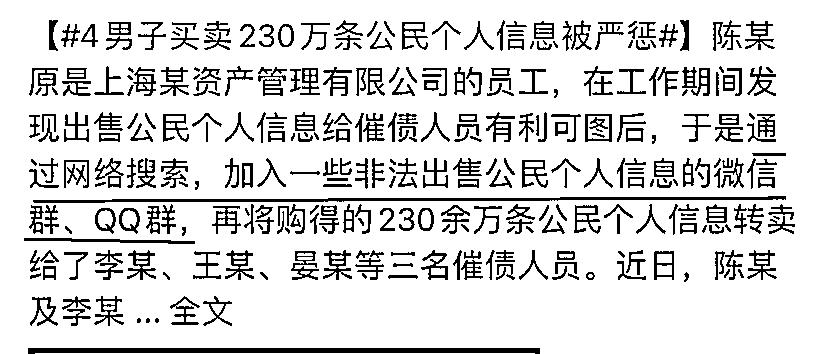 【#4男子买卖230万条公民个人信息被严惩#】陈某
原是上海某资产管理有限公司的员工，在工作期间发
现出售公民个人信息给催债人员有利可图后，于是通
过网络搜索，加入一些非法出售公民个人信息的微信
群、QQ群，再将购得的230余万条公民个人信息转卖
给了李某、王某、晏某等三名催债人员。近日，陈某
及李某 ... 全文